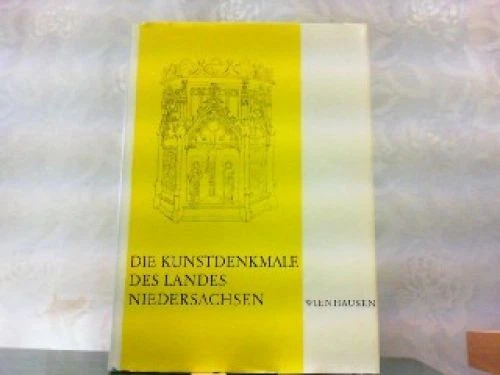 DIE KUNSTDENKMALE
DES LANDES
NIEDERSACHSEN
WIENHAUSEN